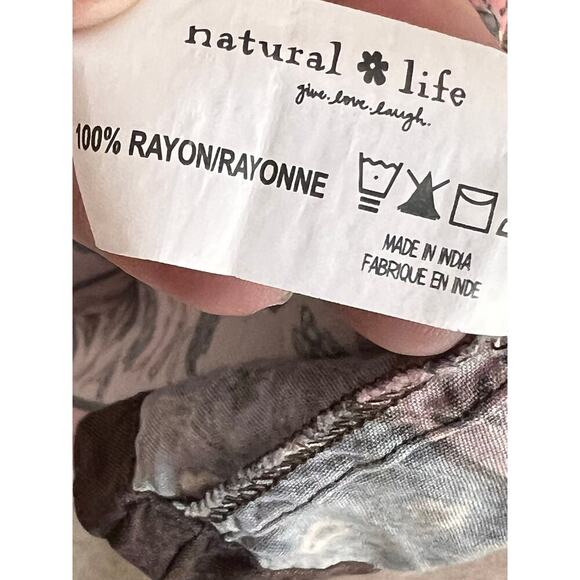 natural life
give.love.laugh.
100% RAYON/RAYONNE
MADE IN INDIA
FABRIQUE EN INDE